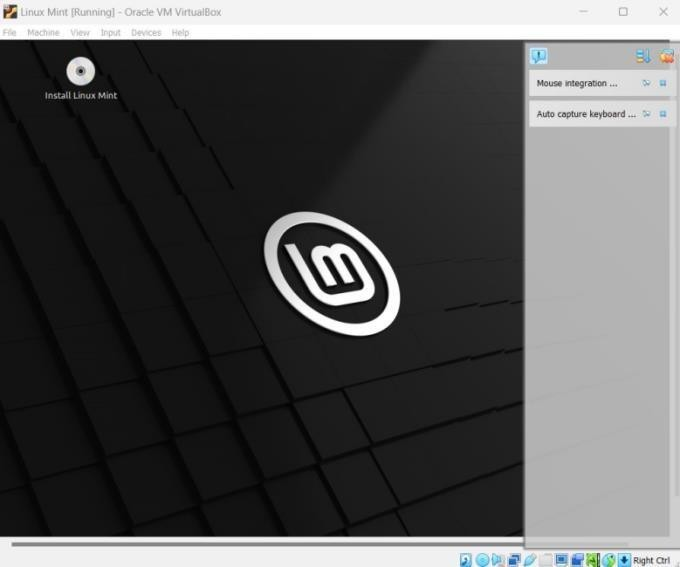 Linux Mint [Running] - Oracle VM VirtualBox
File Machine View Input Devices Help
Install Linux Mint
Mouse integration ...
Auto capture keyboard ...
lm
Right Ctrl